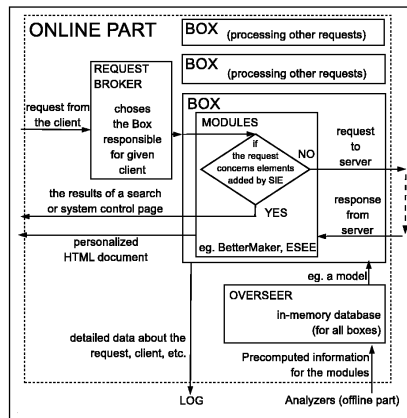 ONLINE PART
BOX (processing other requests)
REQUEST
BROKER
choses
the Box
responsible
for given
client
BOX (processing other requests)
request from
the client
BOX
MODULES
if
the request
concerns elements
added by SIE
NO
YES
request
to
server
the results of a search
or system control page
response
from
server
personalized
HTML document
eg. BetterMaker, ESEE
eg. a model
OVERSEER
in-memory database
(for all boxes)
detailed data about the
request, client, etc.
Precomputed information
for the modules
LOG
Analyzers (offline part)